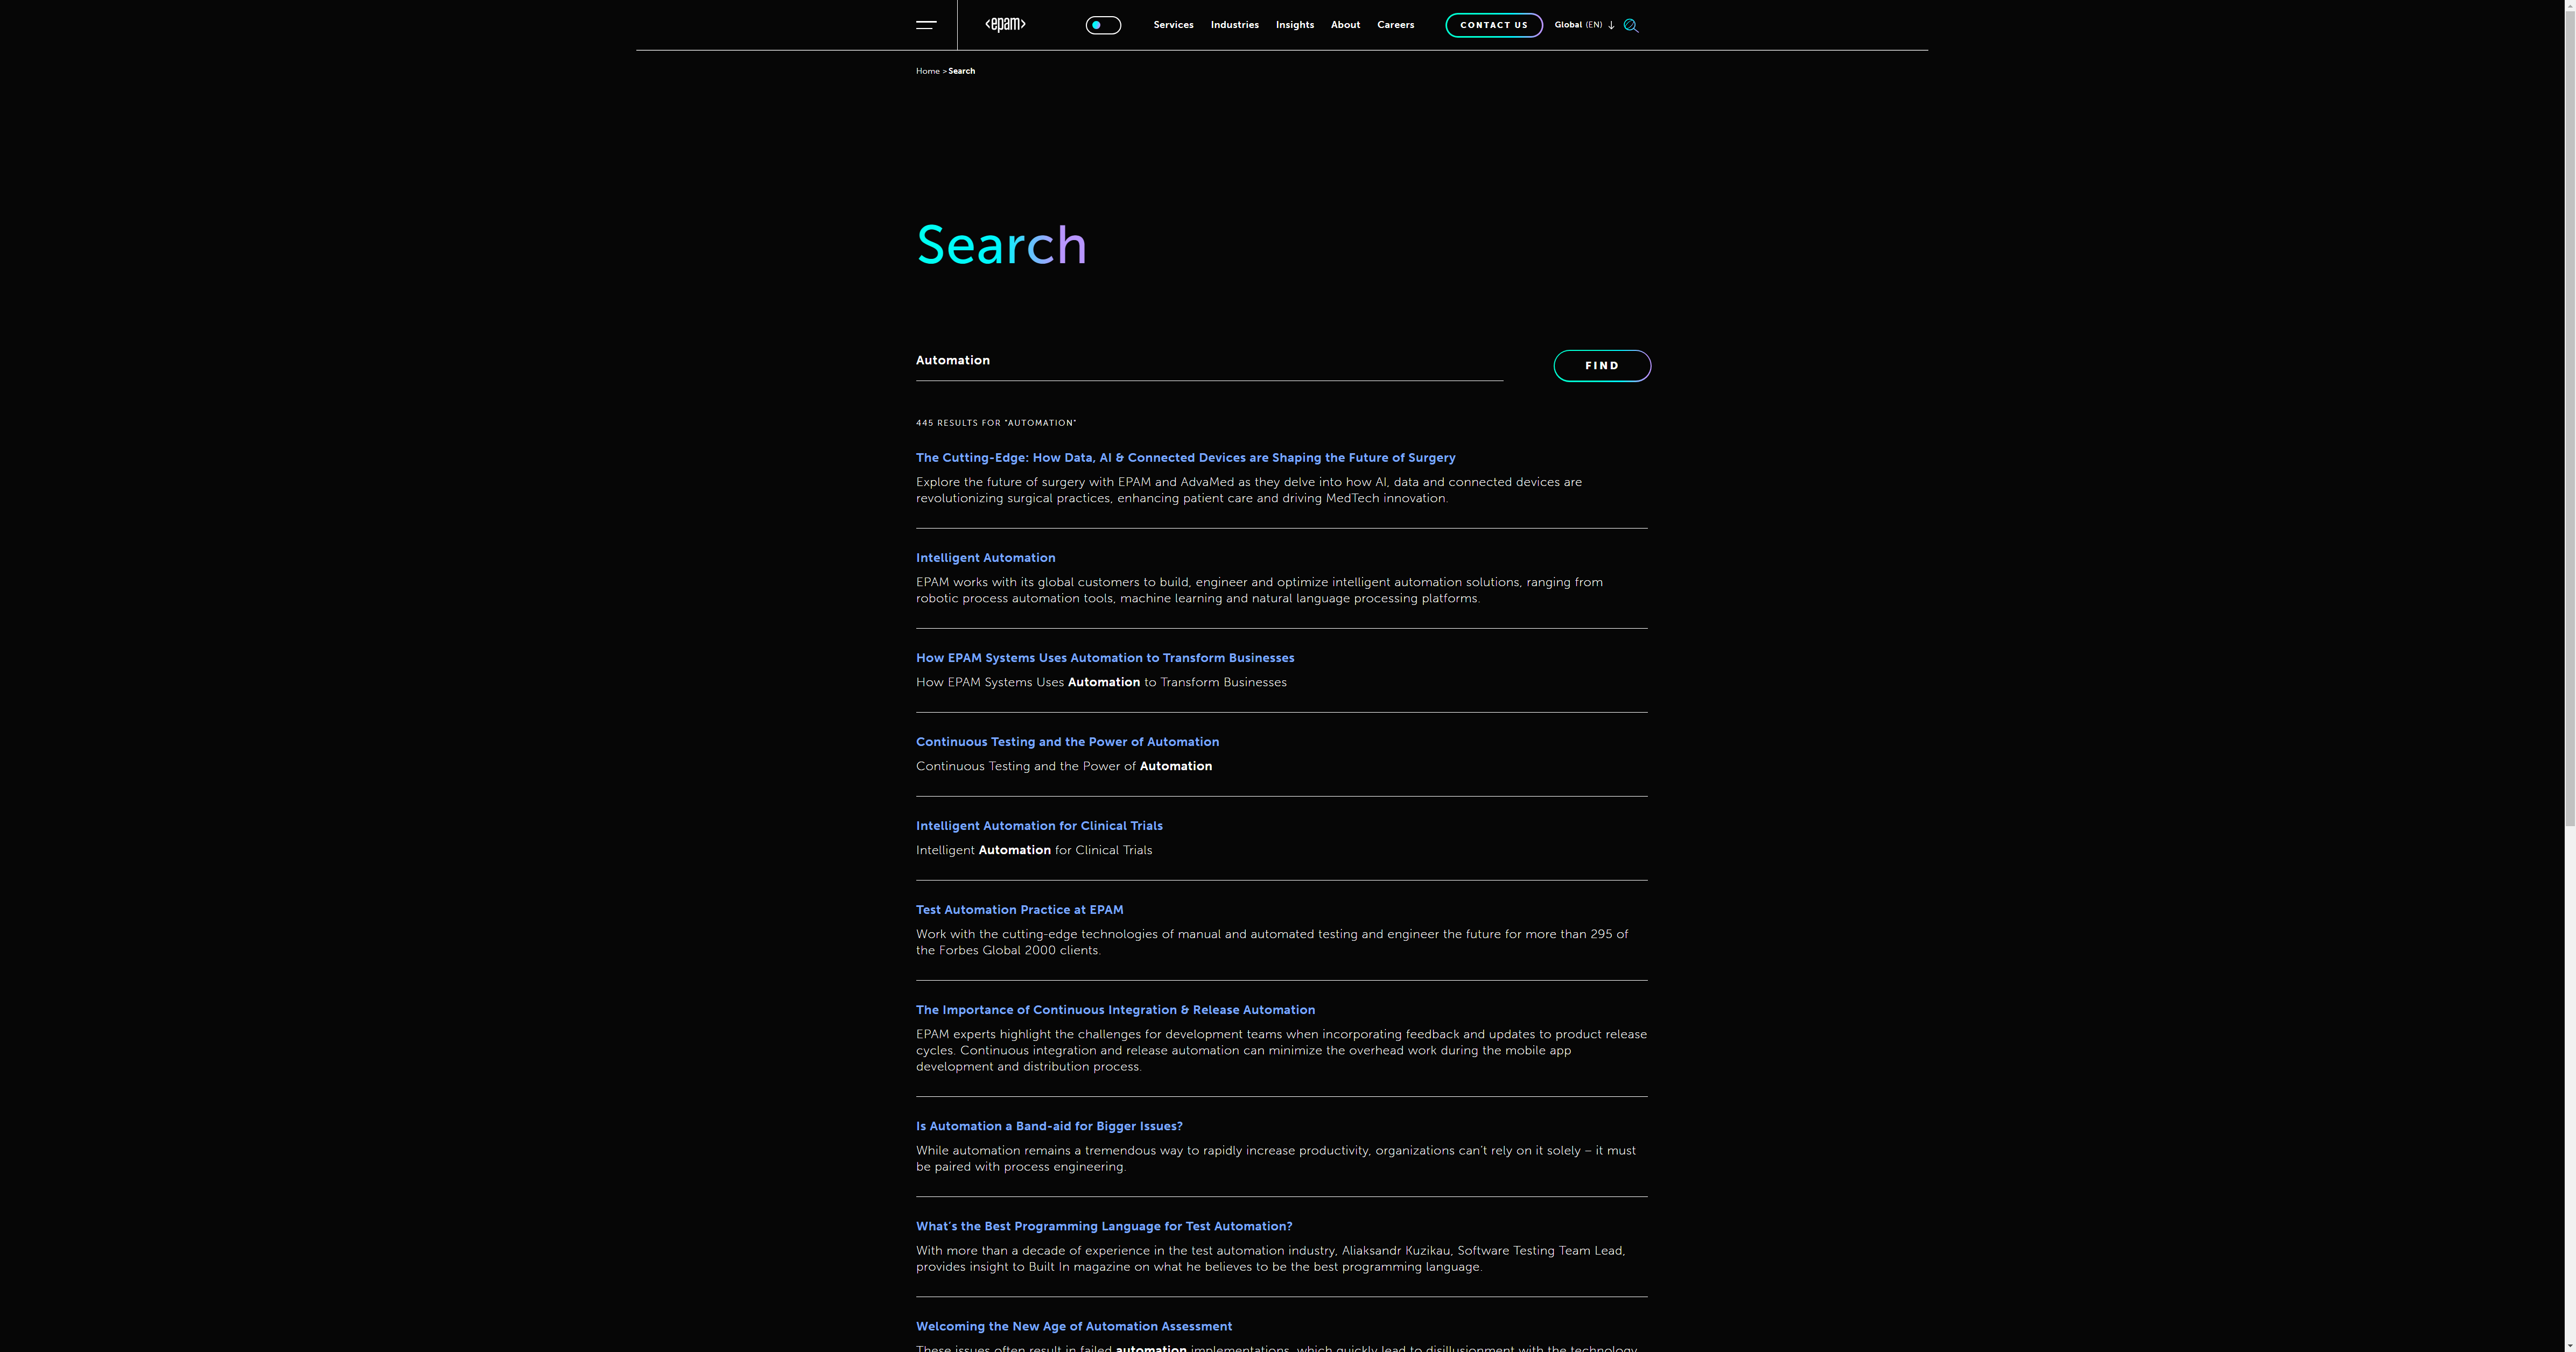 <epam>
Services
Industries
Insights
About
Careers
CONTACT US
Global (EN)
Home > Search
Search
Automation
FIND
445 RESULTS FOR "AUTOMATION"
The Cutting-Edge: How Data, AI & Connected Devices are Shaping the Future of Surgery
Explore the future of surgery with EPAM and AdvaMed as they delve into how AI, data and connected devices are
revolutionizing surgical practices, enhancing patient care and driving MedTech innovation.
Intelligent Automation
EPAM works with its global customers to build, engineer and optimize intelligent automation solutions, ranging from
robotic process automation tools, machine learning and natural language processing platforms.
How EPAM Systems Uses Automation to Transform Businesses
How EPAM Systems Uses Automation to Transform Businesses
Continuous Testing and the Power of Automation
Continuous Testing and the Power of Automation
Intelligent Automation for Clinical Trials
Intelligent Automation for Clinical Trials
Test Automation Practice at EPAM
Work with the cutting-edge technologies of manual and automated testing and engineer the future for more than 295 of
the Forbes Global 2000 clients.
The Importance of Continuous Integration & Release Automation
EPAM experts highlight the challenges for development teams when incorporating feedback and updates to product release
cycles. Continuous integration and release automation can minimize the overhead work during the mobile app
development and distribution process.
Is Automation a Band-aid for Bigger Issues?
While automation remains a tremendous way to rapidly increase productivity, organizations can't rely on it solely – it must
be paired with process engineering.
What's the Best Programming Language for Test Automation?
With more than a decade of experience in the test automation industry, Aliaksandr Kuzikau, Software Testing Team Lead,
provides insight to Built In magazine on what he believes to be the best programming language.
Welcoming the New Age of Automation Assessment
These issues often result in failed automation implementations, which quickly lead to disillusionment with the technology